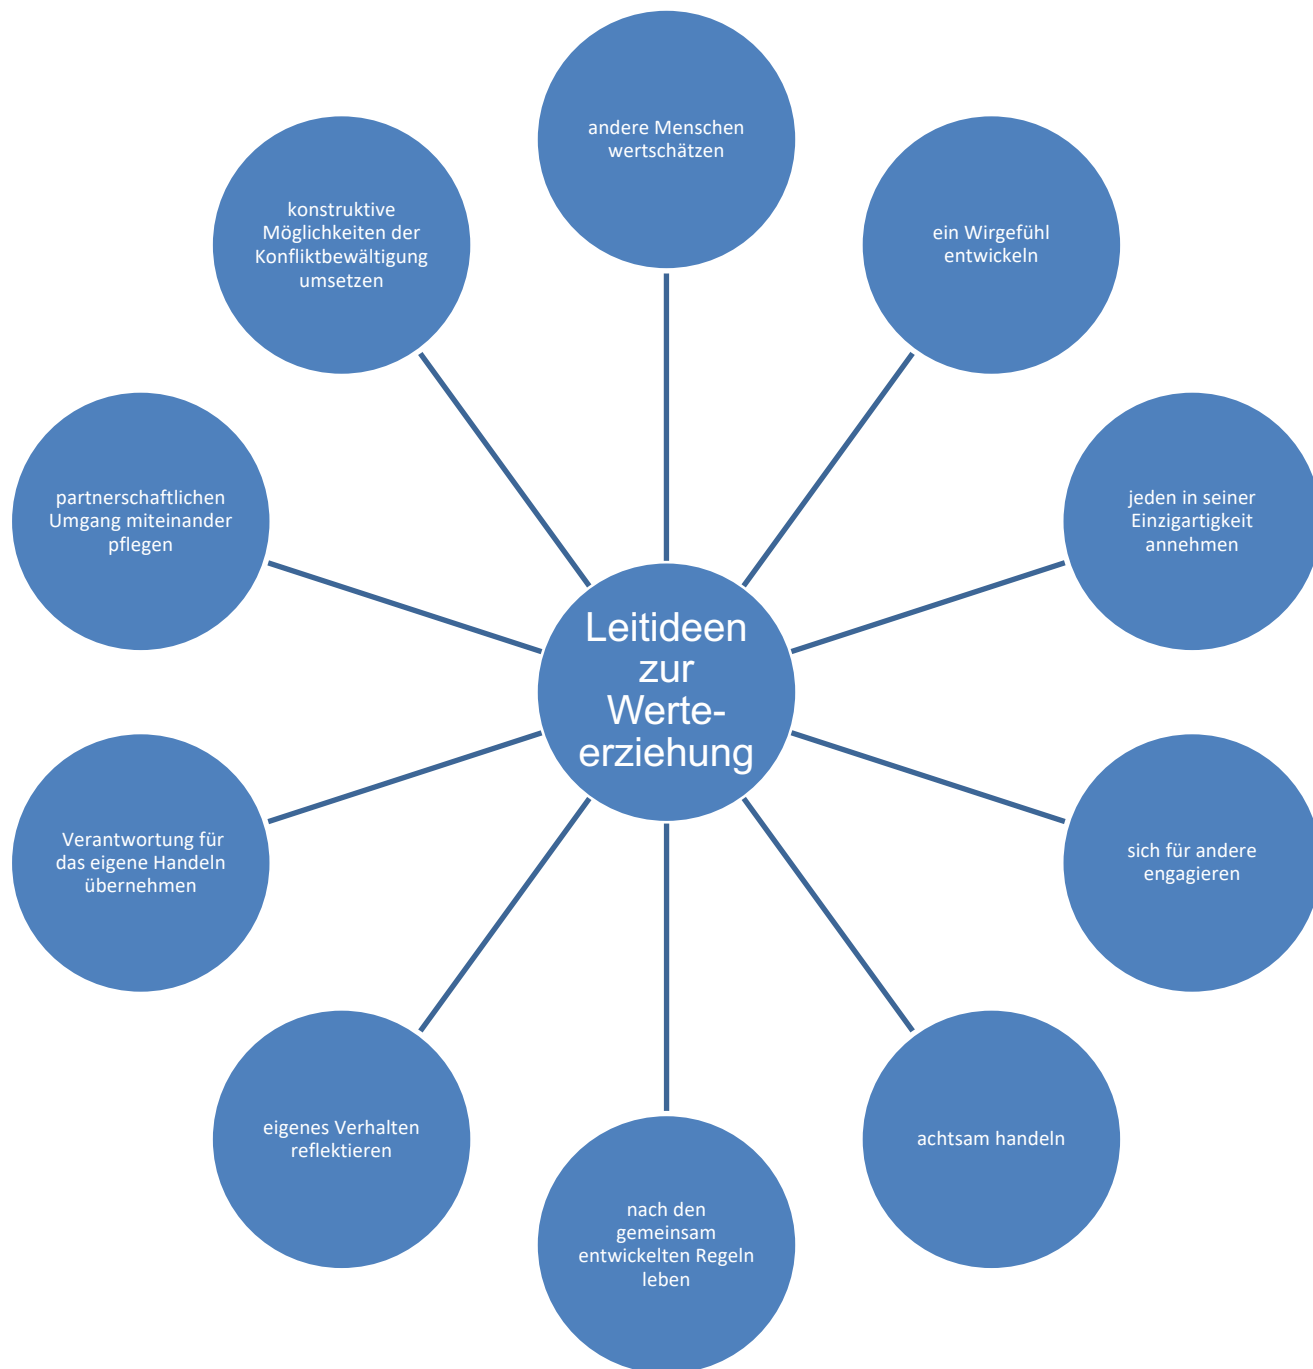 andere Menschen
wertschätzen
ein Wirgefühl
entwickeln
jeden in seiner
Einzigartigkeit
annehmen
sich für andere
engagieren
achtsam handeln
nach den
gemeinsam
entwickelten Regeln
leben
eigenes Verhalten
reflektieren
Verantwortung für
das eigene Handeln
übernehmen
partnerschaftlichen
Umgang miteinander
pflegen
konstruktive
Möglichkeiten der
Konfliktbewältigung
umsetzen
Leitideen
zur
Werte-
erziehung